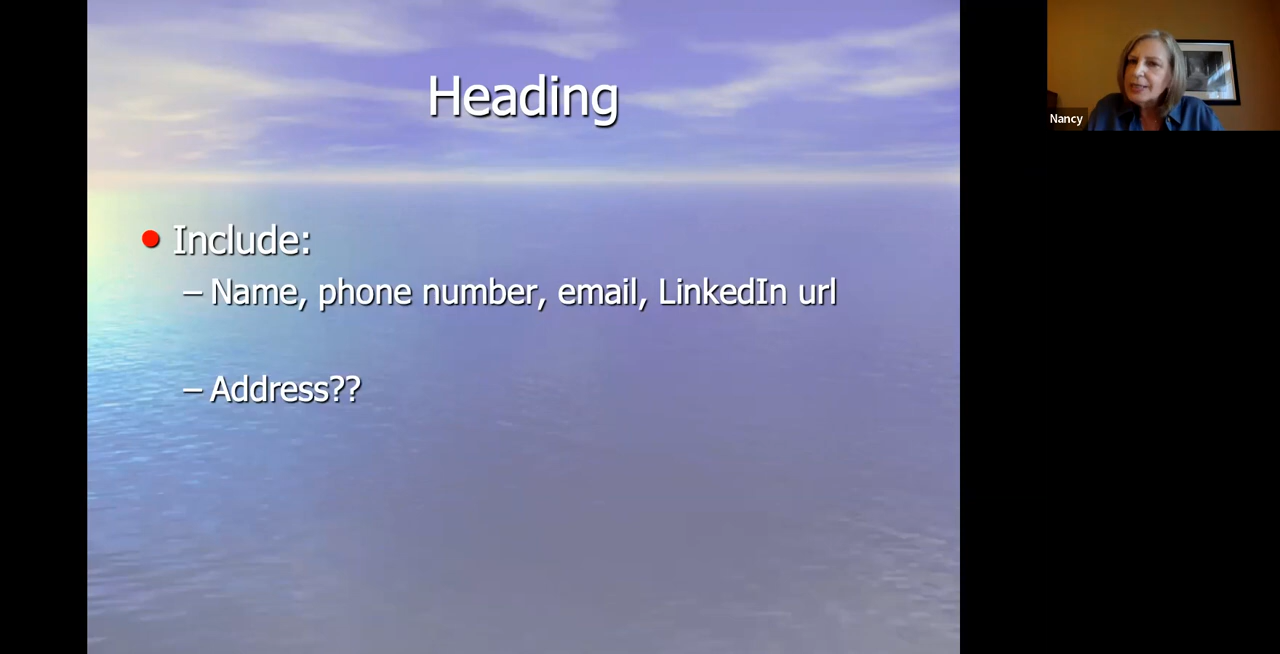 Heading
Include:
– Name, phone number, email, LinkedIn url
– Address??
Nancy